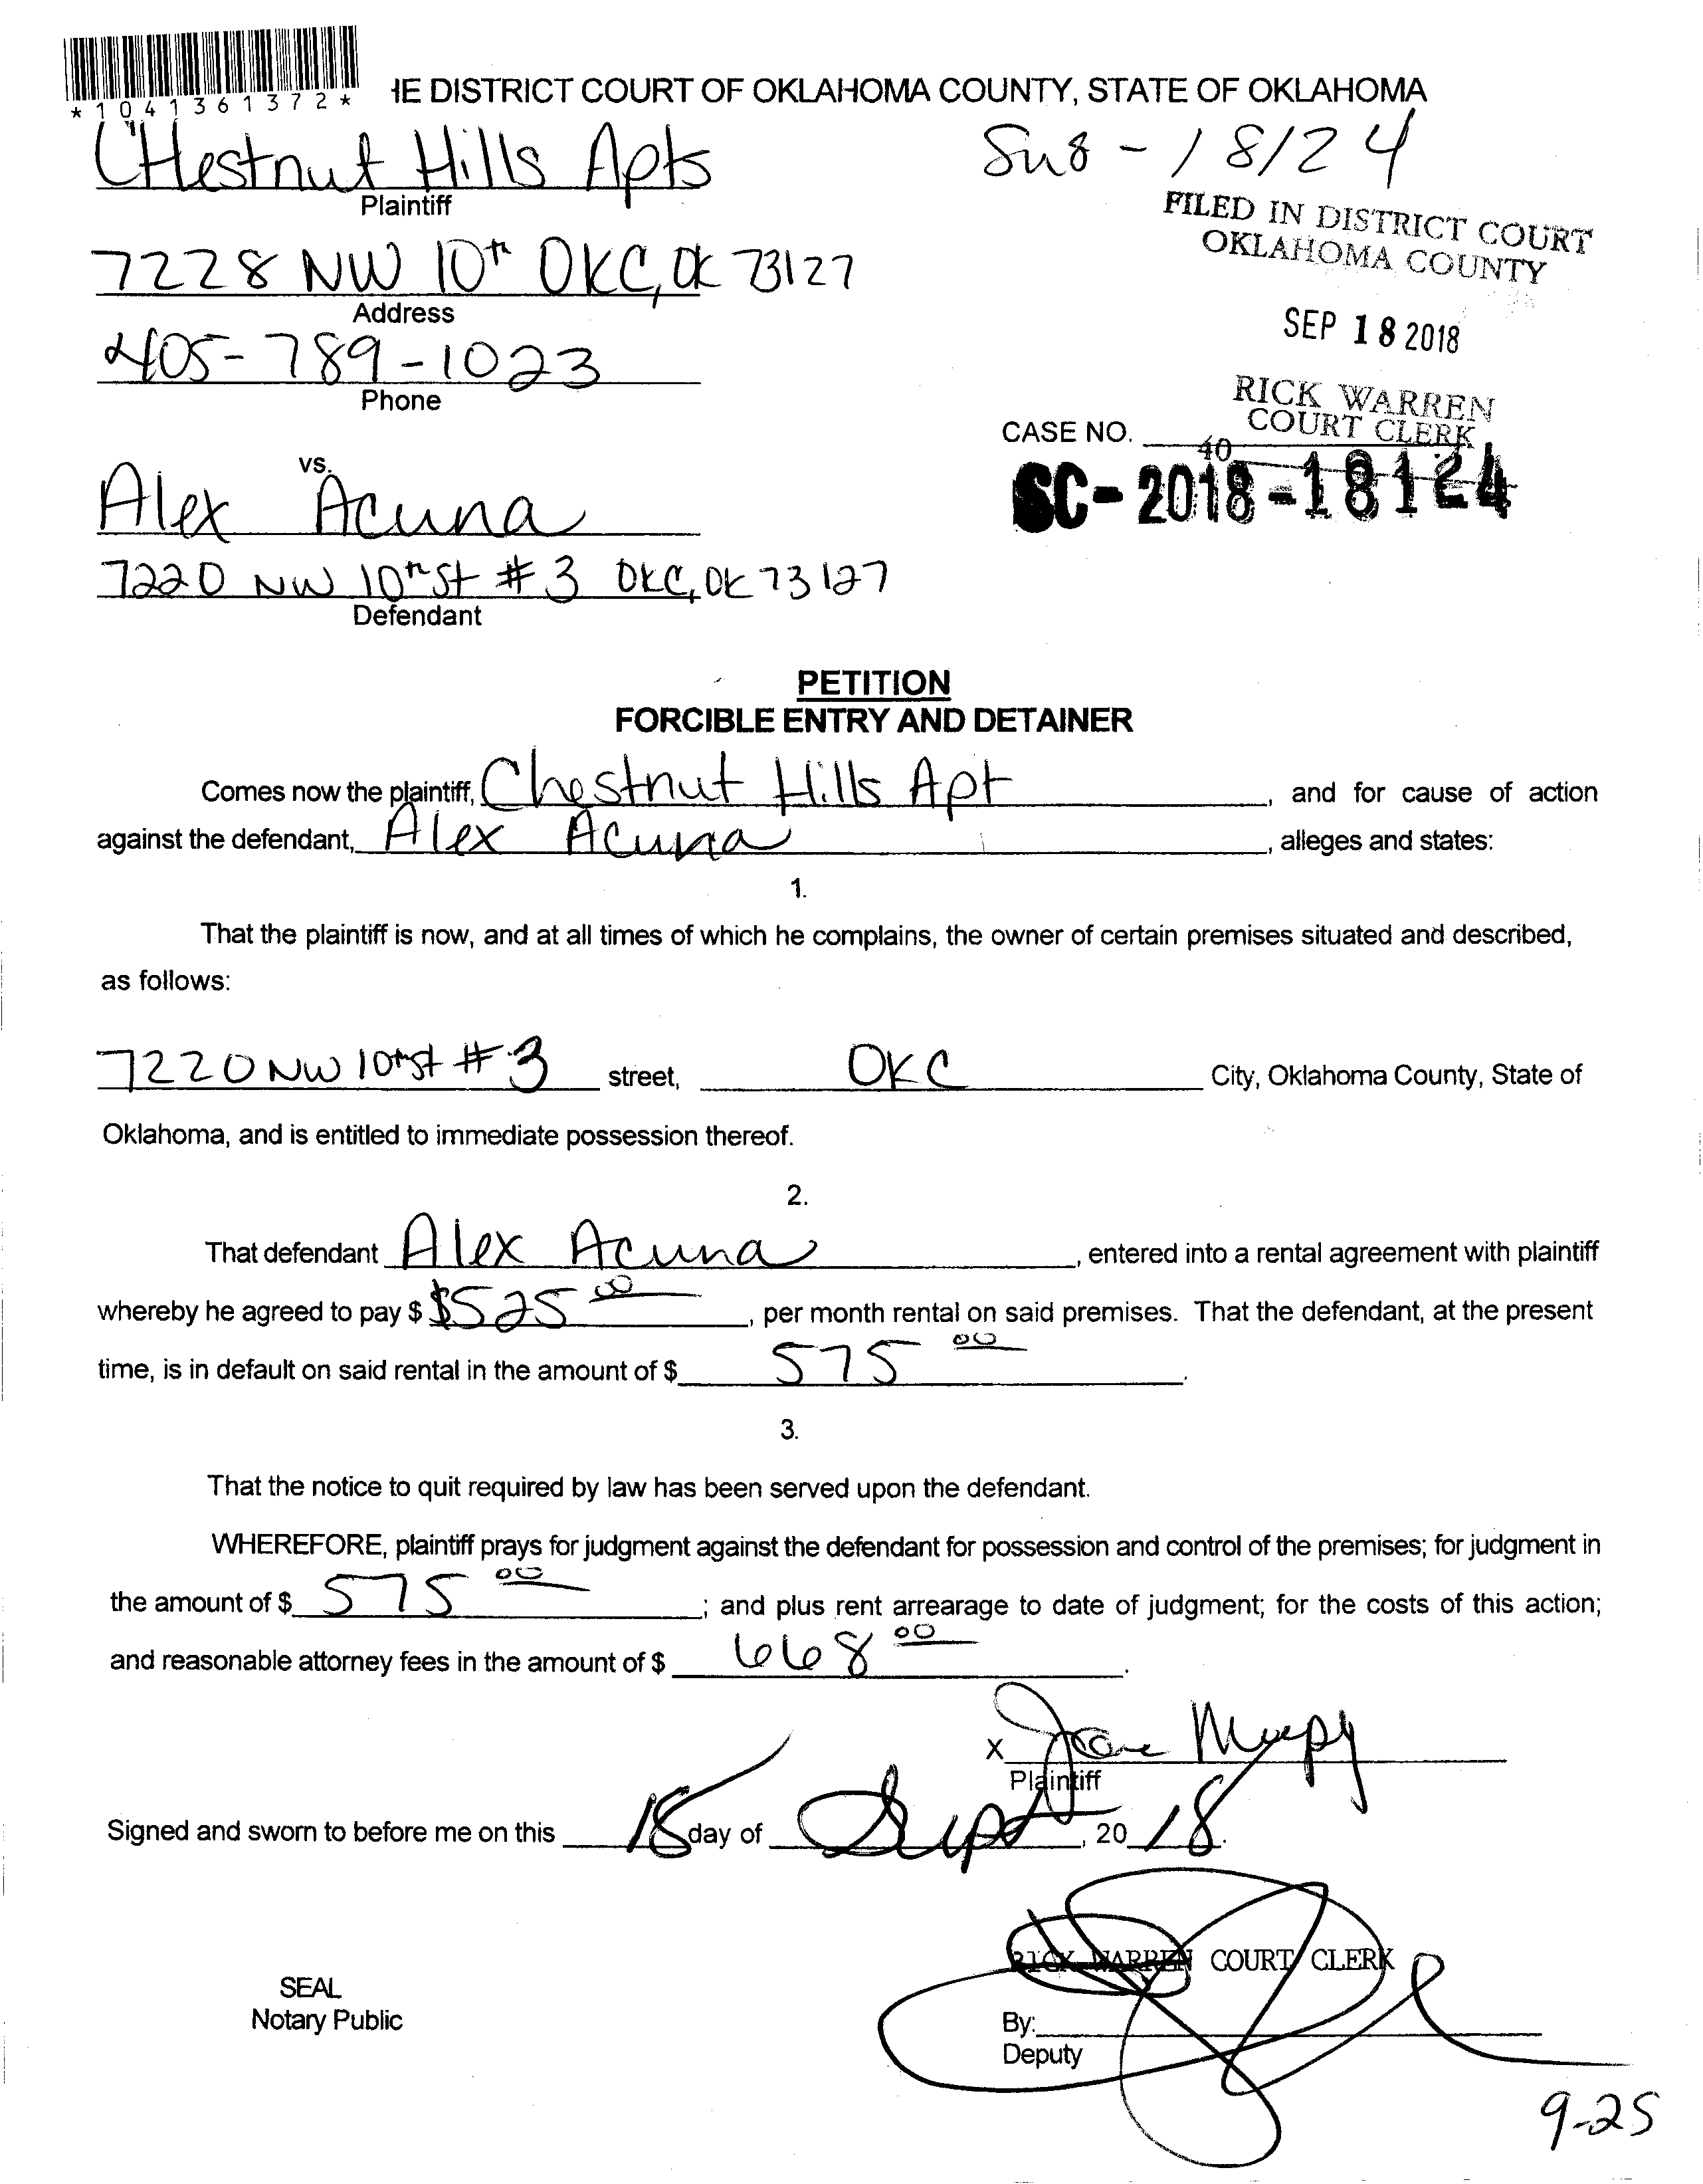 *1041361372*
HE DISTRICT COURT OF OKLAHOMA COUNTY, STATE OF OKLAHOMA
CHestnut Hills Apts
Plaintiff
18124
FILED IN DISTRICT COURT
OKLAHOMA COUNTY
7228 NW 10th OKC, OK 73127
Address
SEP 18 2018
405-789-1023
Phone
RICK WARREN
COURT CLERK
CASE NO.
40
SC-2018-18124
vs.
Alex Acuna
7220 NW 10th St #3 OKC, OK 73127
Defendant
PETITION
FORCIBLE ENTRY AND DETAINER
Comes now the plaintiff, Chestnut Hills Apt, and for cause of action
against the defendant, Alex Acuna, alleges and states:
1.
That the plaintiff is now, and at all times of which he complains, the owner of certain premises situated and described,
as follows:
7220 NW 10th St #3 street, OKC City, Oklahoma County, State of
Oklahoma, and is entitled to immediate possession thereof.
2.
That defendant Alex Acuna, entered into a rental agreement with plaintiff
whereby he agreed to pay $ $525 00, per month rental on said premises. That the defendant, at the present
time, is in default on said rental in the amount of $ 575 00.
3.
That the notice to quit required by law has been served upon the defendant.
WHEREFORE, plaintiff prays for judgment against the defendant for possession and control of the premises; for judgment in
the amount of $ 575 00; and plus rent arrearage to date of judgment; for the costs of this action;
and reasonable attorney fees in the amount of $ 668 00.
X
Plaintiff
Signed and sworn to before me on this 18 day of Sept, 20 18.
RICK WARREN COURT CLERK
SEAL
Notary Public
By:
Deputy
9-25